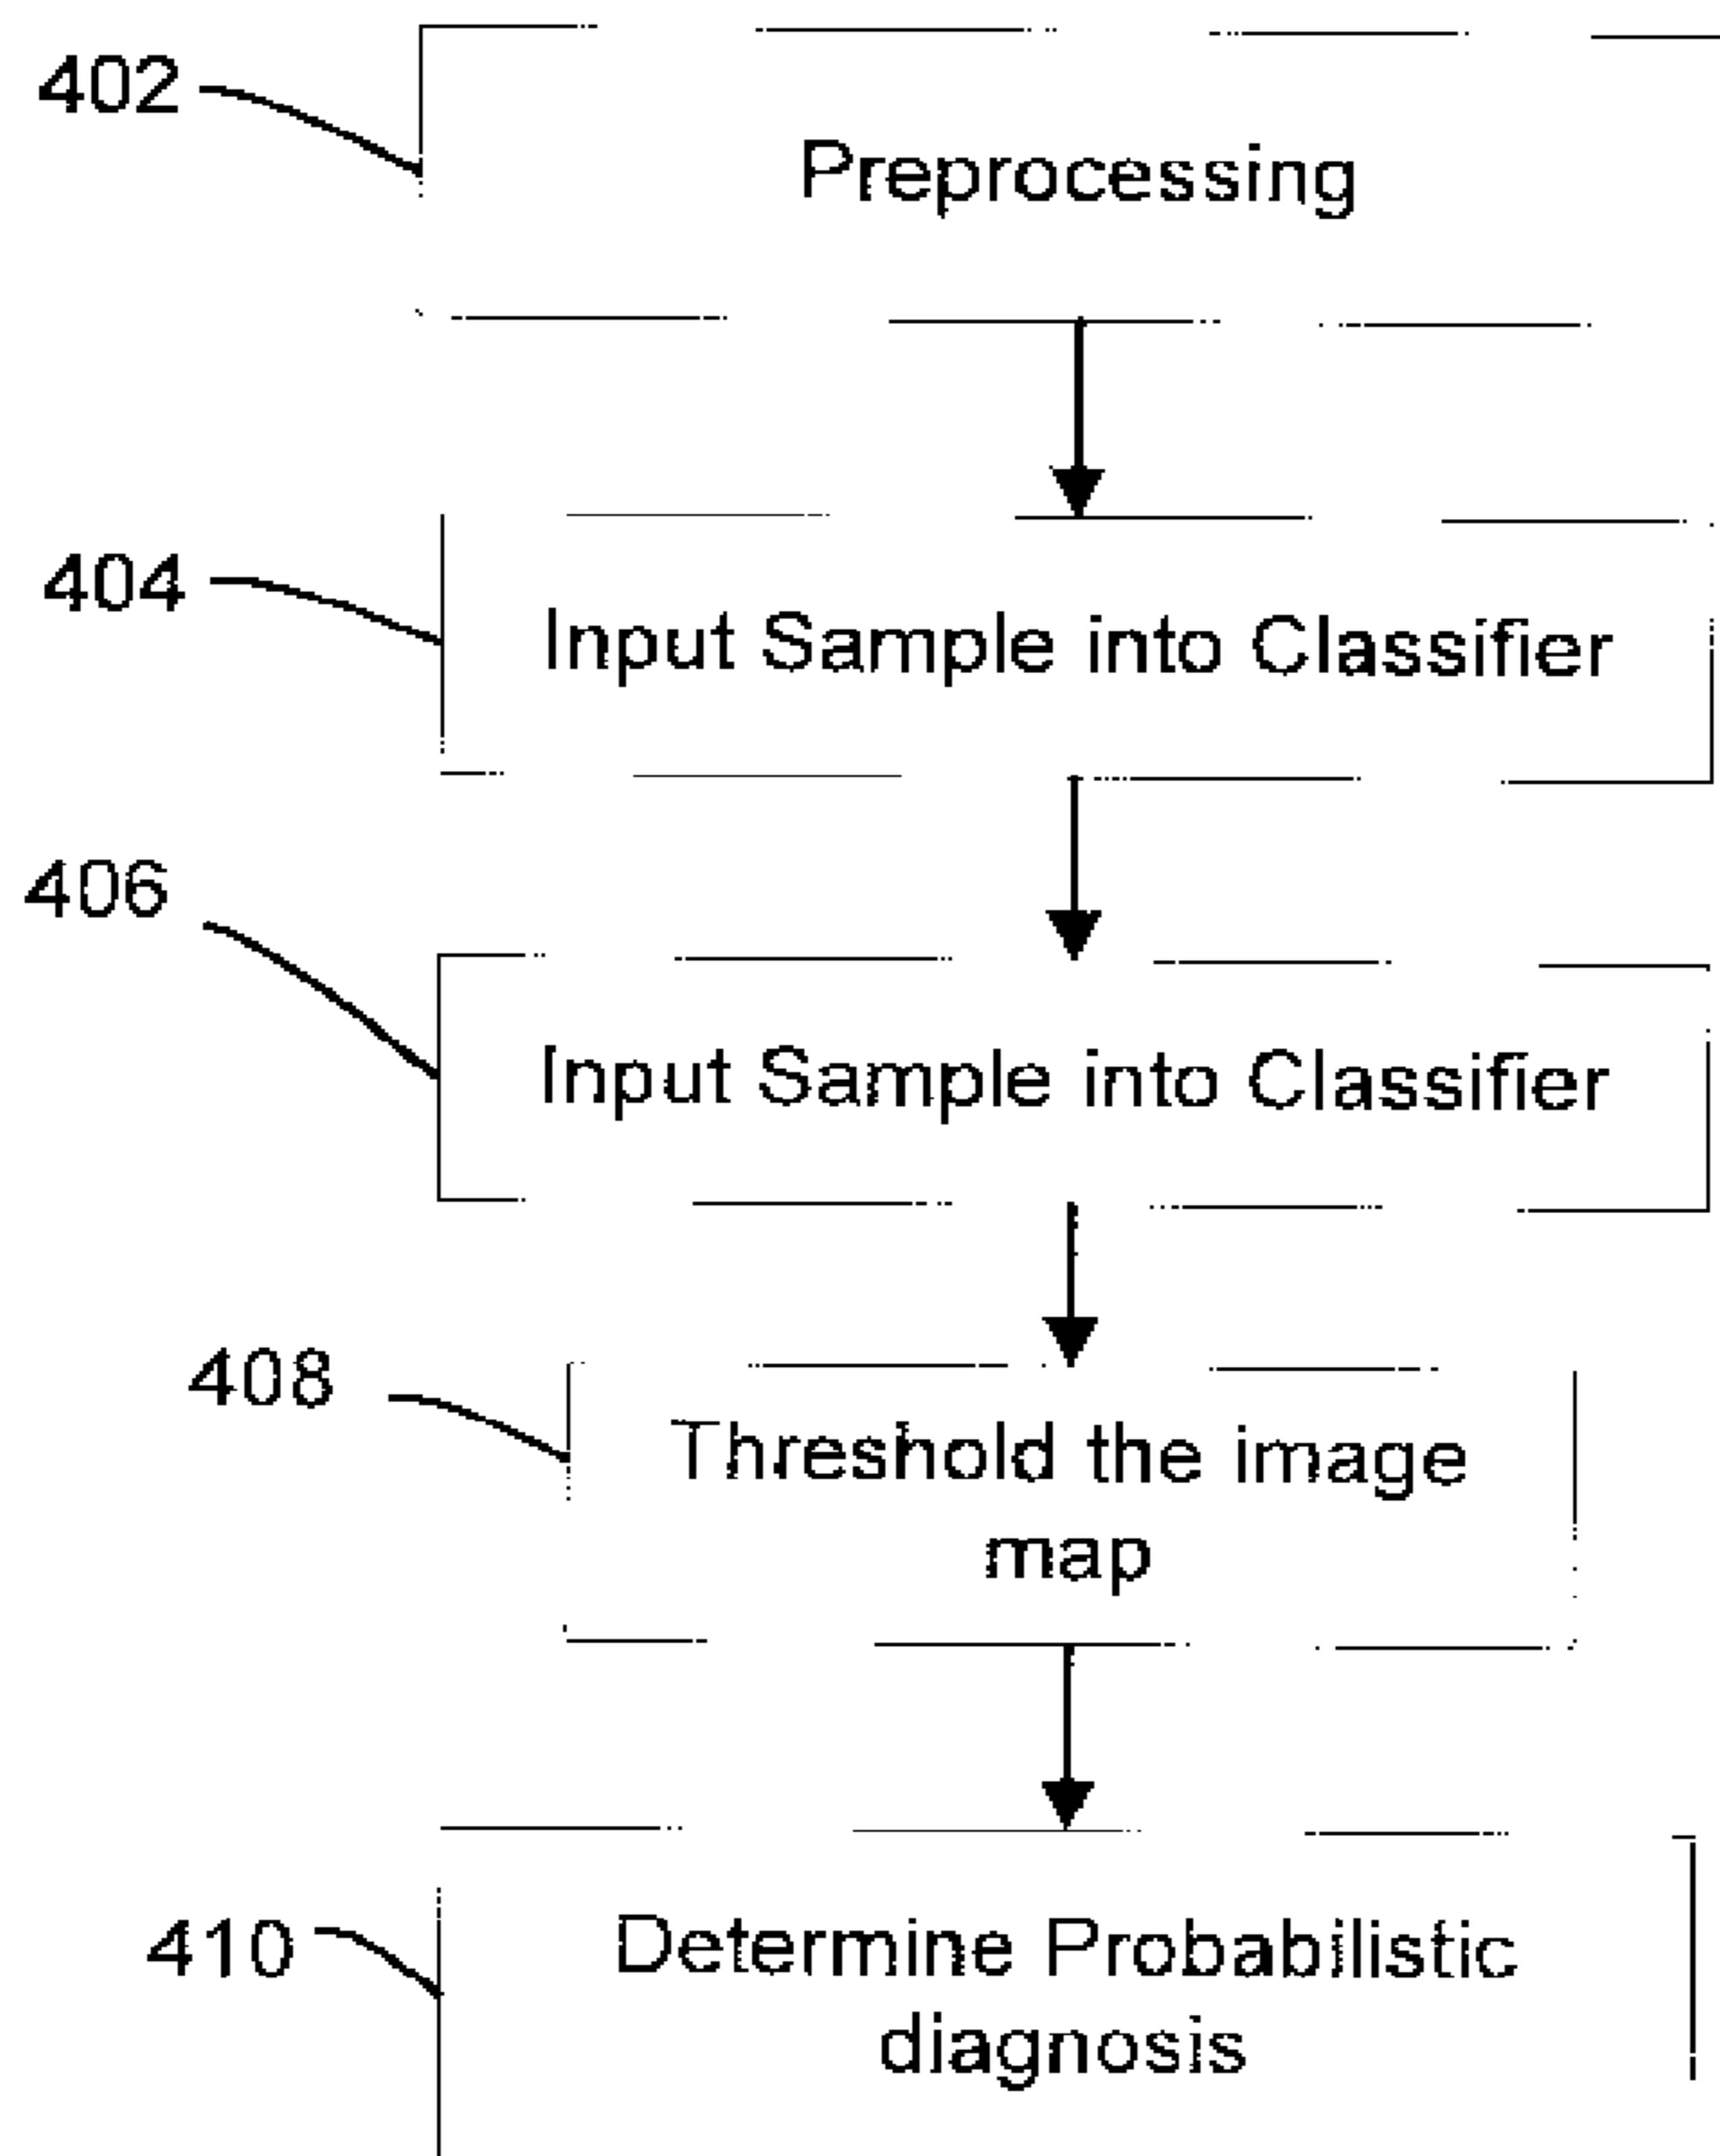 402
Preprocessing
404
Input Sample into Classifier
406
Input Sample into Classifier
408
Threshold the image
map
410
Determine Probabilistic
diagnosis